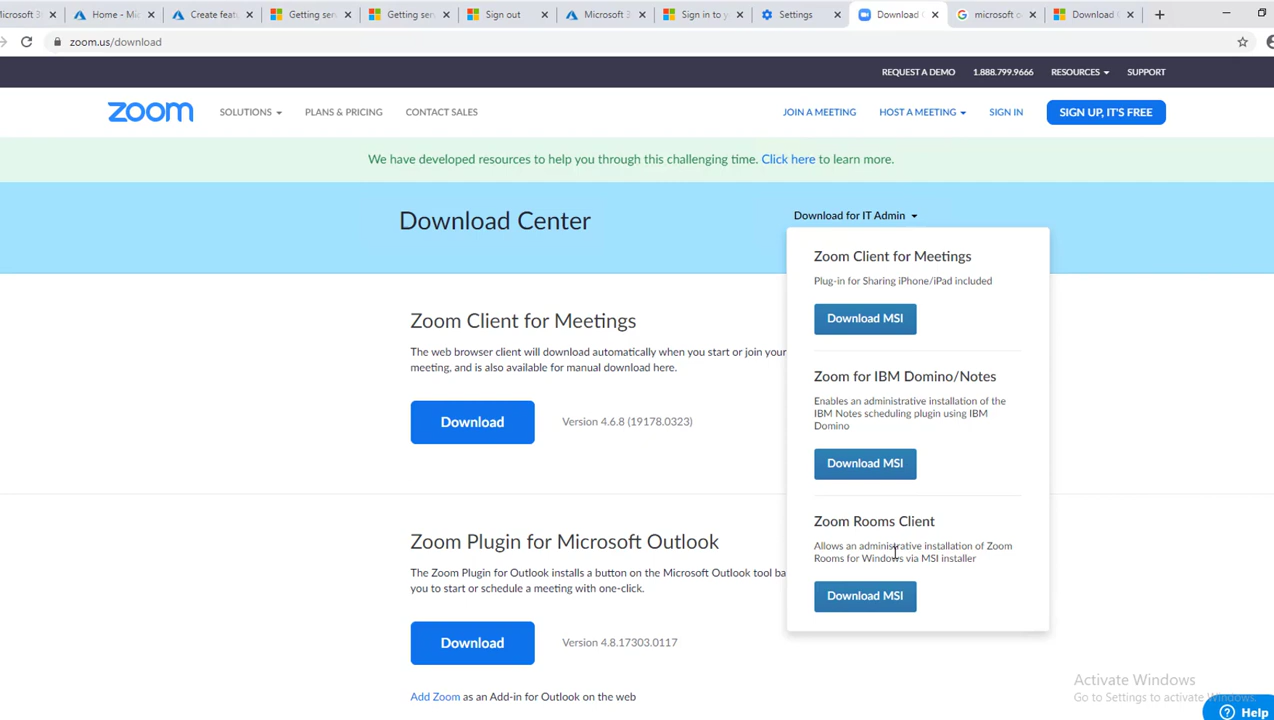 Microsoft 3
Home - Mi
Create feat
Getting ser
Getting ser
Sign out
Microsoft 3
Sign in to y
Settings
Download
microsoft o
Download
zoom.us/download
REQUEST A DEMO 1.888.799.9666 RESOURCES SUPPORT
zoom SOLUTIONS PLANS & PRICING CONTACT SALES JOIN A MEETING HOST A MEETING SIGN IN SIGN UP, IT'S FREE
We have developed resources to help you through this challenging time. Click here to learn more.
Download Center
Download for IT Admin
Zoom Client for Meetings
The web browser client will download automatically when you start or join your
meeting, and is also available for manual download here.
Download Version 4.6.8 (19178.0323)
Zoom Plugin for Microsoft Outlook
The Zoom Plugin for Outlook installs a button on the Microsoft Outlook tool ba
you to start or schedule a meeting with one-click.
Download Version 4.8.17303.0117
Add Zoom as an Add-in for Outlook on the web
Zoom Client for Meetings
Plug-in for Sharing iPhone/iPad included
Download MSI
Zoom for IBM Domino/Notes
Enables an administrative installation of the
IBM Notes scheduling plugin using IBM
Domino
Download MSI
Zoom Rooms Client
Allows an administrative installation of Zoom
Rooms for Windows via MSI installer
Download MSI
Activate Windows
Go to Settings to activate Windows.
Help